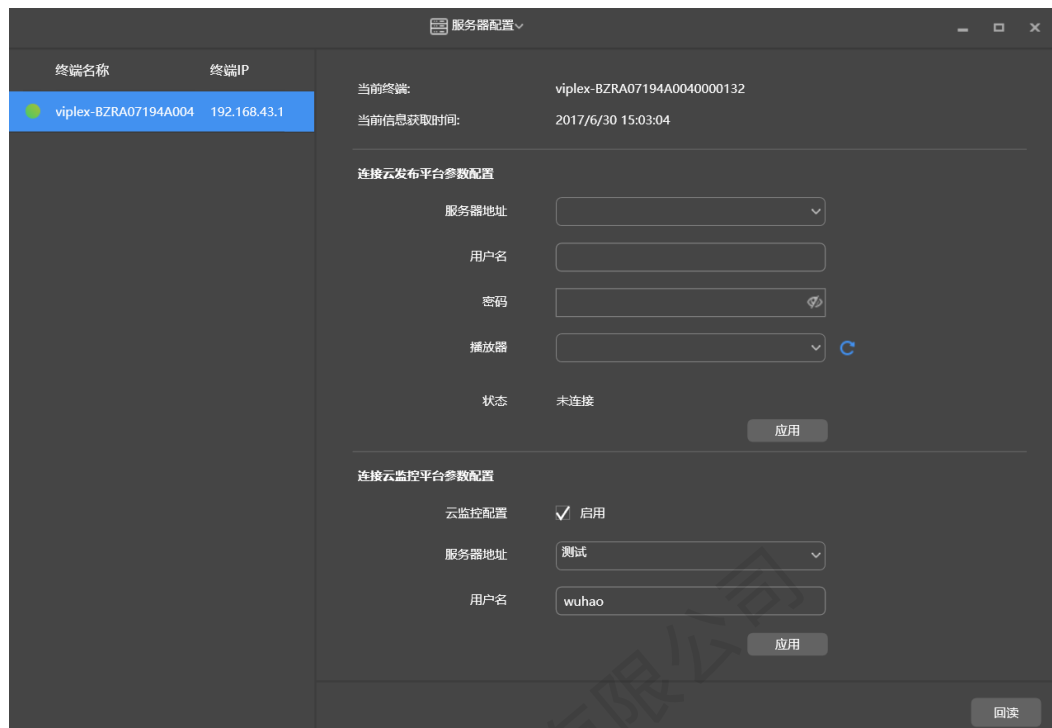 服务器配置
终端名称 终端IP
viplex-BZRA07194A004 192.168.43.1
当前终端: viplex-BZRA07194A0040000132
当前信息获取时间: 2017/6/30 15:03:04
连接云发布平台参数配置
服务器地址
用户名
密码
播放器
状态 未连接
应用
连接云监控平台参数配置
云监控配置 启用
服务器地址 测试
用户名 wuhao
应用
回读
有限公司